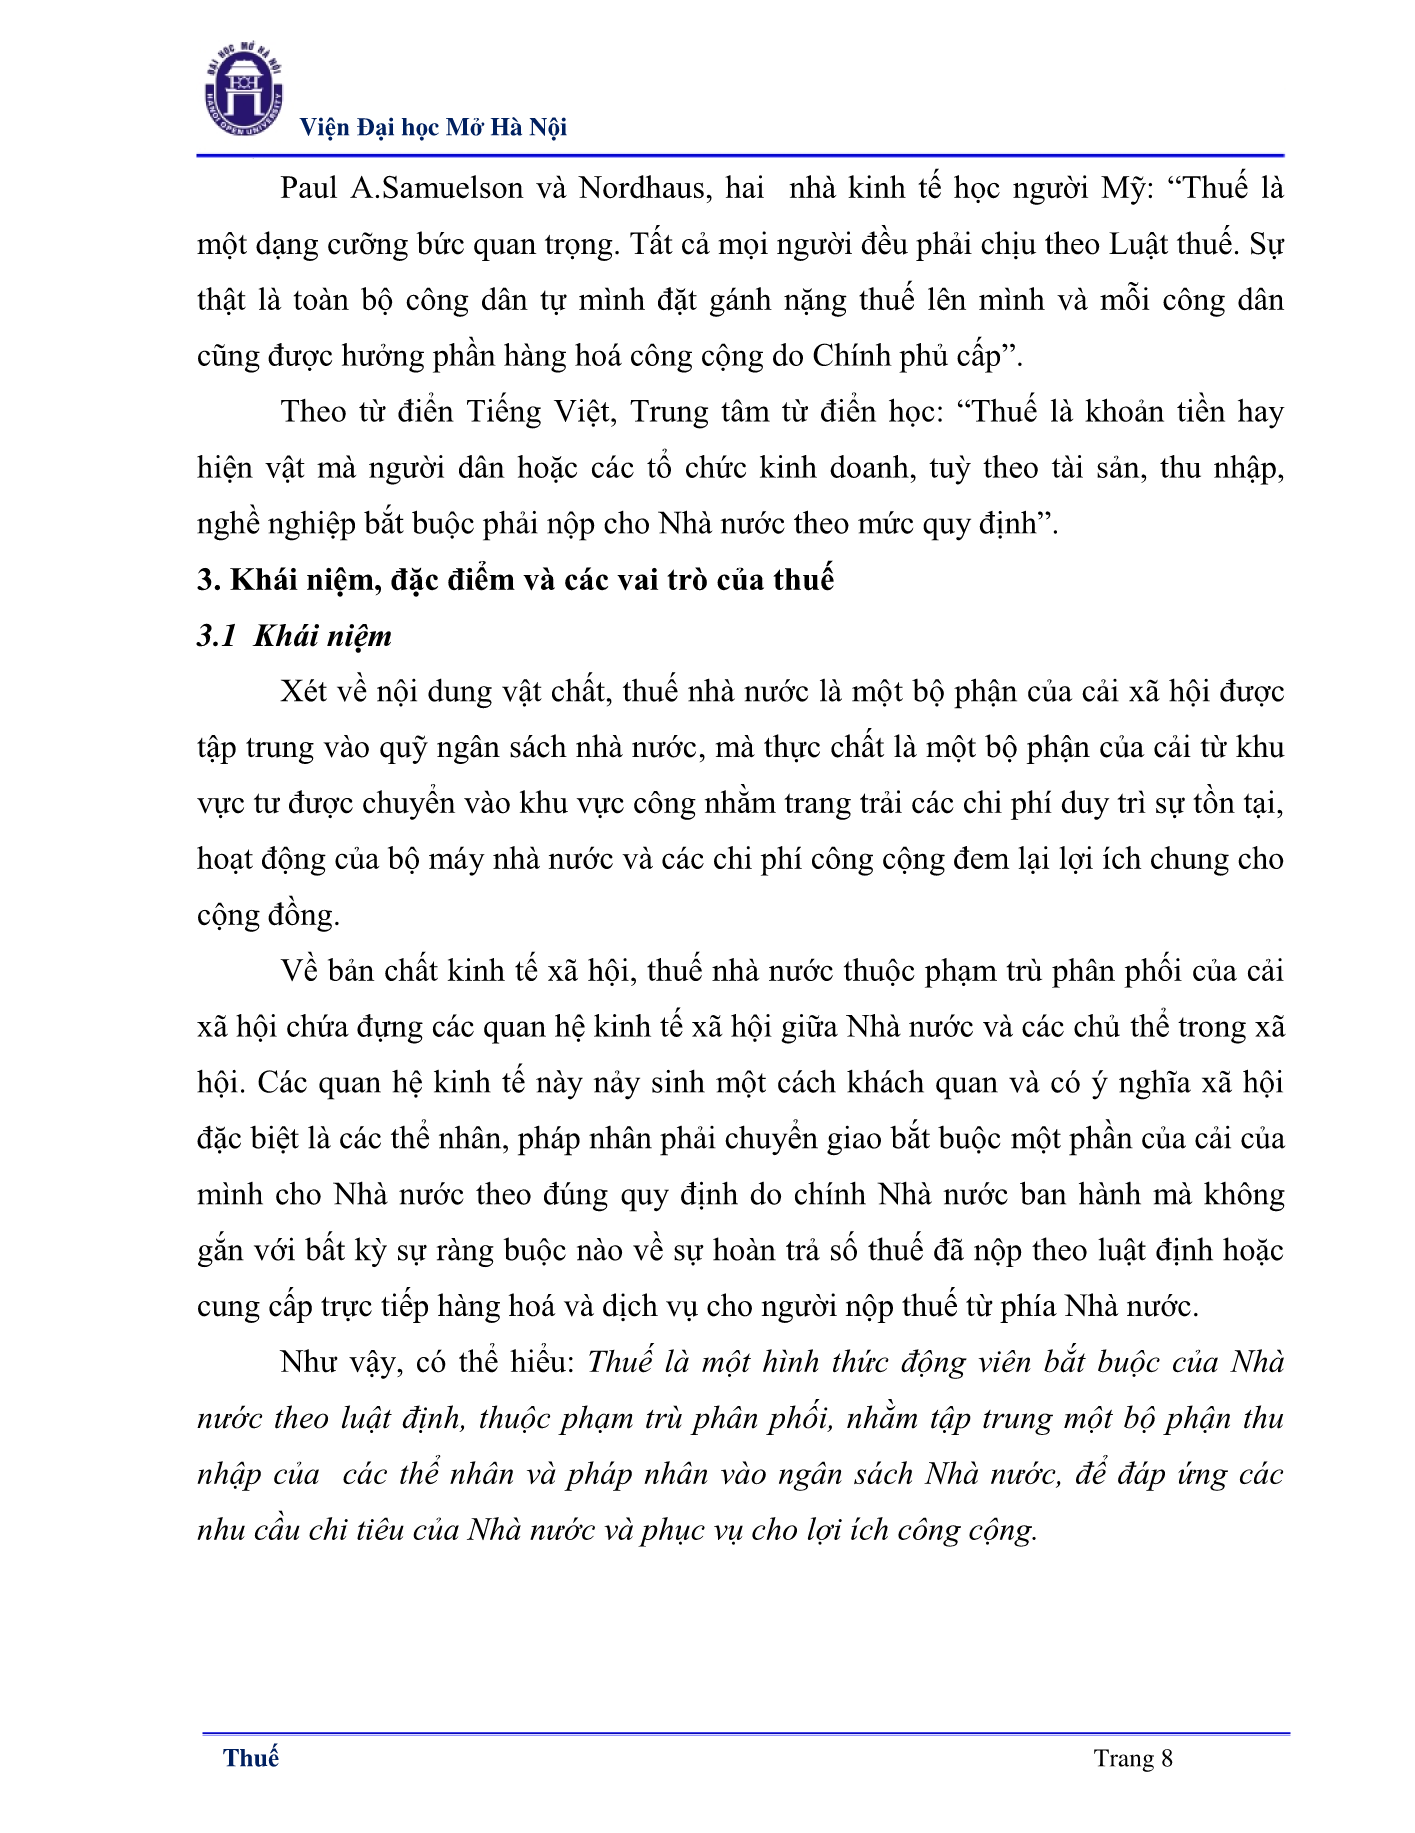 ĐẠI HỌC MỞ HÀ NỘI
HANOI OPEN UNIVERSITY
Viện Đại học Mở Hà Nội
Paul A.Samuelson và Nordhaus, hai  nhà kinh tế học người Mỹ: “Thuế là
một dạng cưỡng bức quan trọng. Tất cả mọi người đều phải chịu theo Luật thuế. Sự
thật là toàn bộ công dân tự mình đặt gánh nặng thuế lên mình và mỗi công dân
cũng được hưởng phần hàng hoá công cộng do Chính phủ cấp”.
Theo từ điển Tiếng Việt, Trung tâm từ điển học: “Thuế là khoản tiền hay
hiện vật mà người dân hoặc các tổ chức kinh doanh, tuỳ theo tài sản, thu nhập,
nghề nghiệp bắt buộc phải nộp cho Nhà nước theo mức quy định”.
3. Khái niệm, đặc điểm và các vai trò của thuế
3.1  Khái niệm
Xét về nội dung vật chất, thuế nhà nước là một bộ phận của cải xã hội được
tập trung vào quỹ ngân sách nhà nước, mà thực chất là một bộ phận của cải từ khu
vực tư được chuyển vào khu vực công nhằm trang trải các chi phí duy trì sự tồn tại,
hoạt động của bộ máy nhà nước và các chi phí công cộng đem lại lợi ích chung cho
cộng đồng.
Về bản chất kinh tế xã hội, thuế nhà nước thuộc phạm trù phân phối của cải
xã hội chứa đựng các quan hệ kinh tế xã hội giữa Nhà nước và các chủ thể trong xã
hội. Các quan hệ kinh tế này nảy sinh một cách khách quan và có ý nghĩa xã hội
đặc biệt là các thể nhân, pháp nhân phải chuyển giao bắt buộc một phần của cải của
mình cho Nhà nước theo đúng quy định do chính Nhà nước ban hành mà không
gắn với bất kỳ sự ràng buộc nào về sự hoàn trả số thuế đã nộp theo luật định hoặc
cung cấp trực tiếp hàng hoá và dịch vụ cho người nộp thuế từ phía Nhà nước.
Như vậy, có thể hiểu: Thuế là một hình thức động viên bắt buộc của Nhà
nước theo luật định, thuộc phạm trù phân phối, nhằm tập trung một bộ phận thu
nhập của  các thể nhân và pháp nhân vào ngân sách Nhà nước, để đáp ứng các
nhu cầu chi tiêu của Nhà nước và phục vụ cho lợi ích công cộng.
Thuế
Trang 8